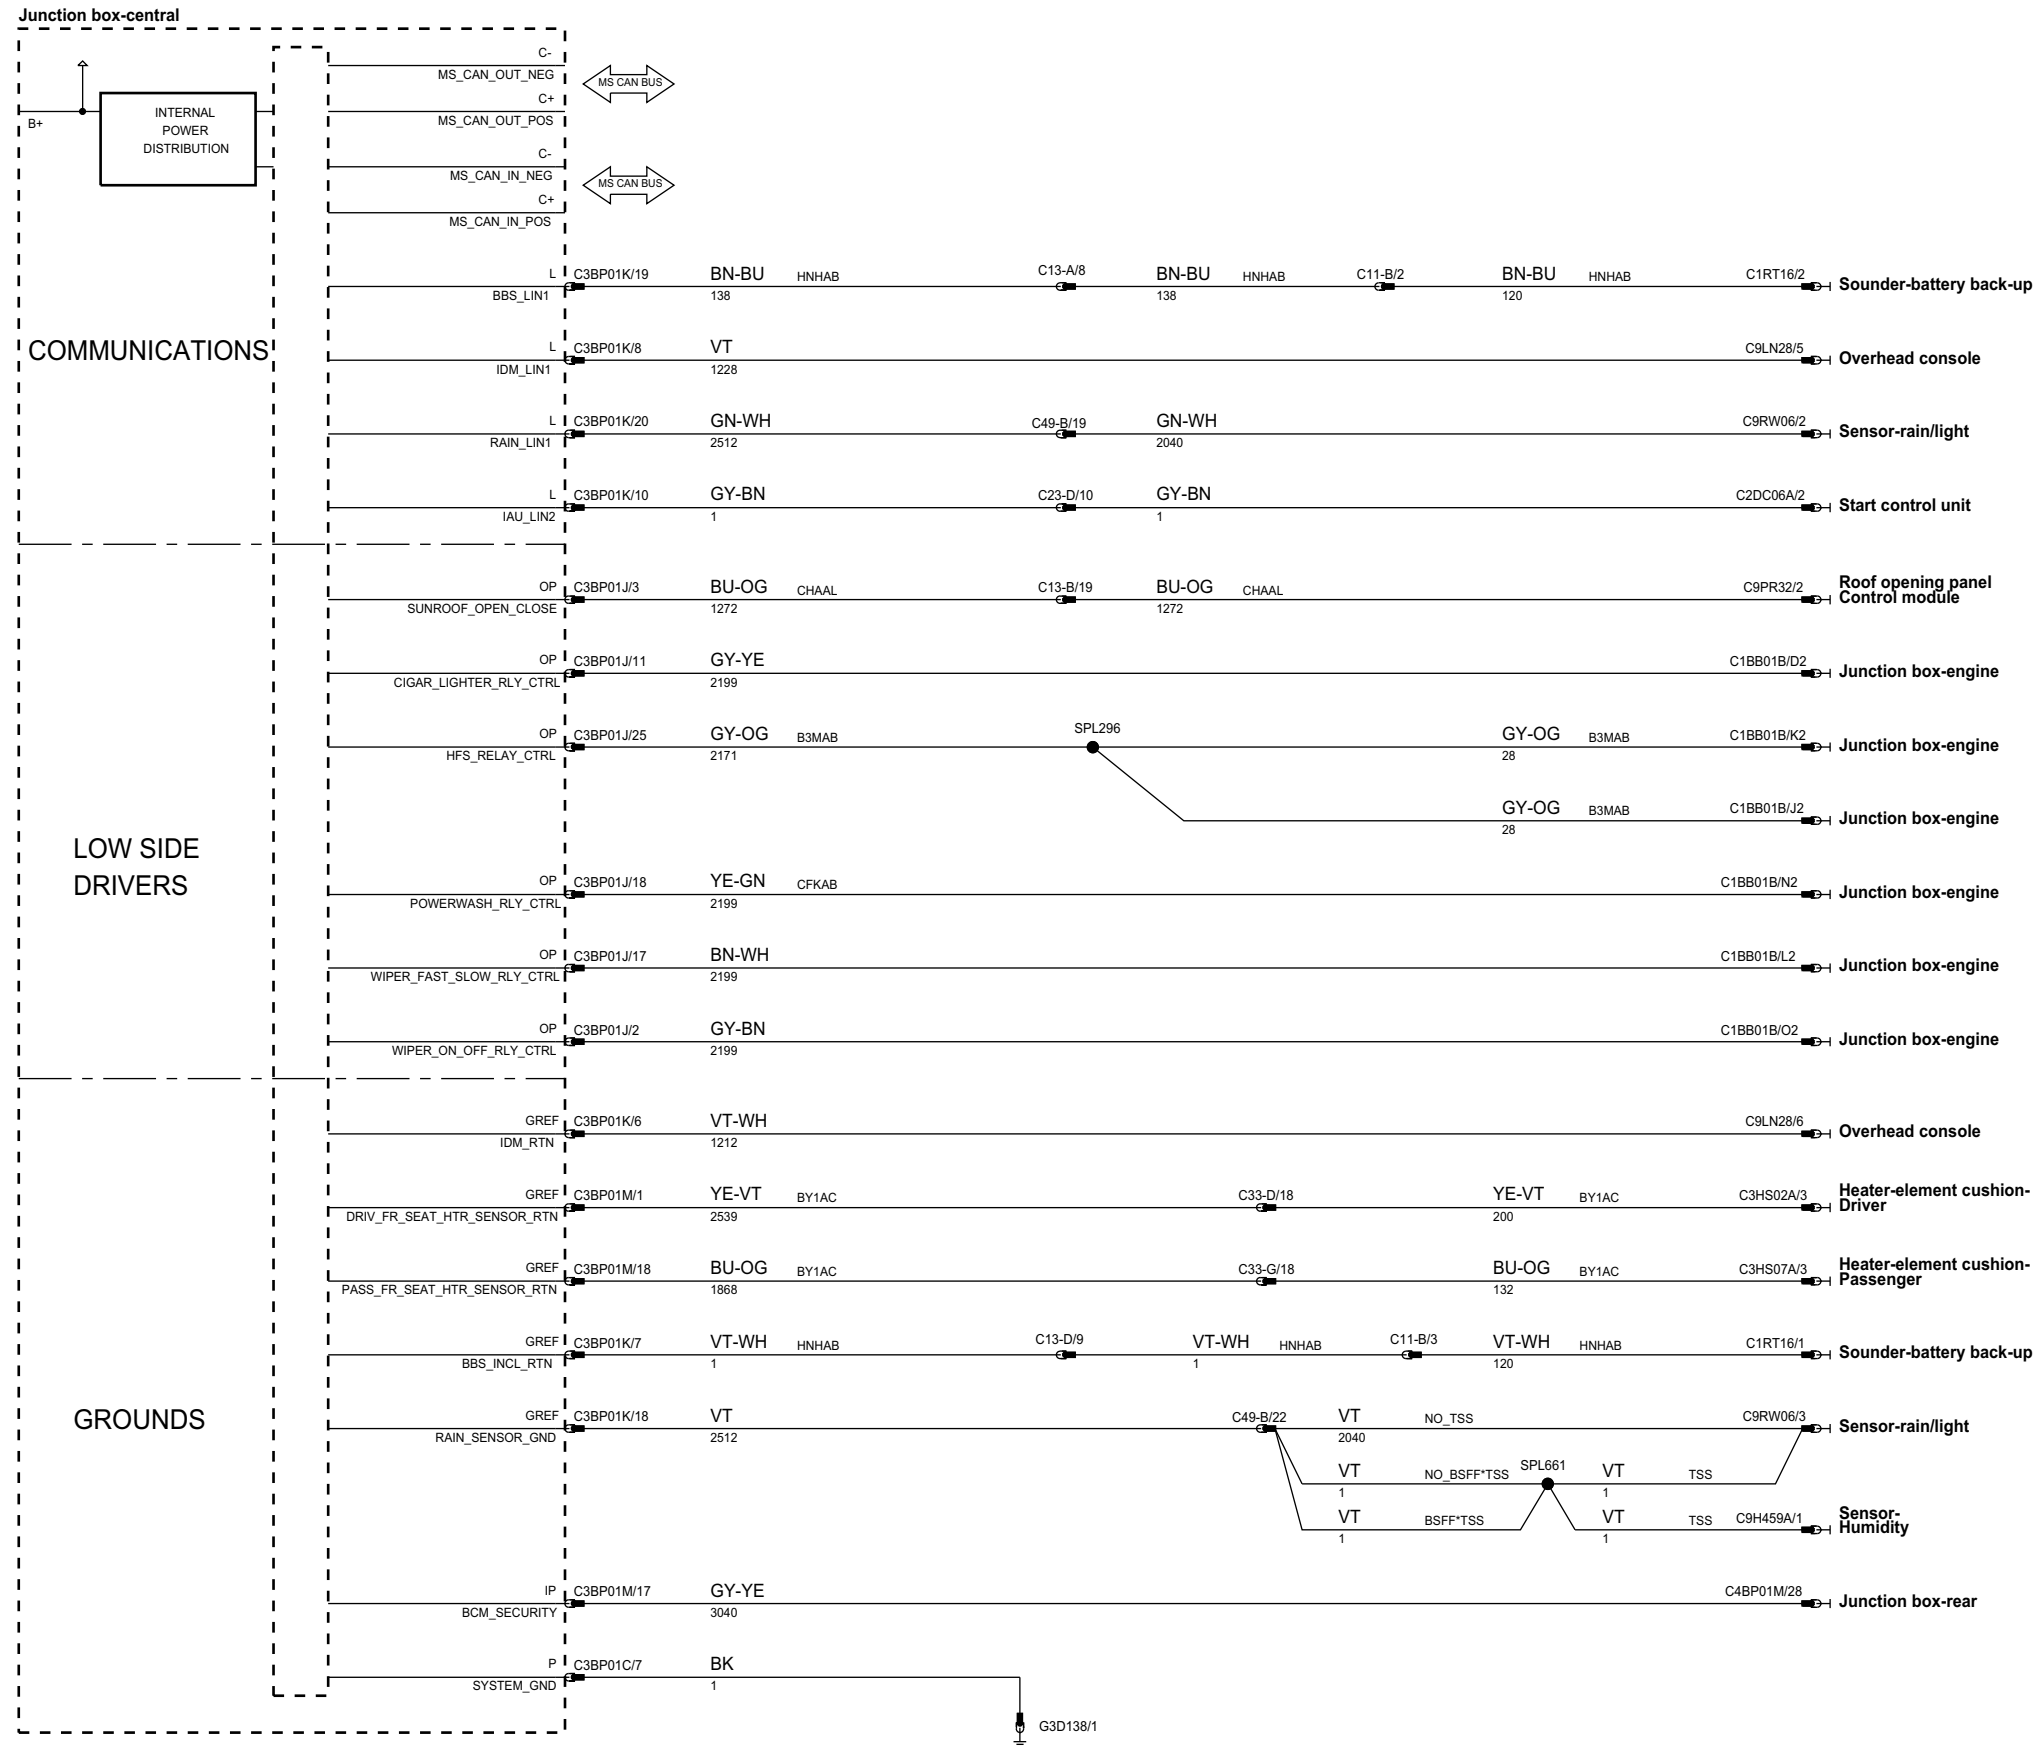 Junction box-central
C-
MS_CAN_OUT_NEG
MS CAN BUS
C+
MS_CAN_OUT_POS
B+
INTERNAL
POWER
DISTRIBUTION
C-
MS_CAN_IN_NEG
MS CAN BUS
C+
MS_CAN_IN_POS
COMMUNICATIONS
L C3BP01K/19 BN-BU HNHAB C13-A/8 BN-BU HNHAB C11-B/2 BN-BU HNHAB C1RT16/2 Sounder-battery back-up
BBS_LIN1 138 138 120
L C3BP01K/8 VT C9LN28/5 Overhead console
IDM_LIN1 1228
L C3BP01K/20 GN-WH C49-B/19 GN-WH C9RW06/2 Sensor-rain/light
RAIN_LIN1 2512 2040
L C3BP01K/10 GY-BN C23-D/10 GY-BN C2DC06A/2 Start control unit
IAU_LIN2 1 1
LOW SIDE
DRIVERS
OP C3BP01J/3 BU-OG CHAAL C13-B/19 BU-OG CHAAL C9PR32/2 Roof opening panel
Control module
SUNROOF_OPEN_CLOSE 1272 1272
OP C3BP01J/11 GY-YE C1BB01B/D2 Junction box-engine
CIGAR_LIGHTER_RLY_CTRL 2199
OP C3BP01J/25 GY-OG B3MAB SPL296 GY-OG B3MAB C1BB01B/K2 Junction box-engine
HFS_RELAY_CTRL 2171 28
GY-OG B3MAB C1BB01B/J2 Junction box-engine
28
OP C3BP01J/18 YE-GN CFKAB C1BB01B/N2 Junction box-engine
POWERWASH_RLY_CTRL 2199
OP C3BP01J/17 BN-WH C1BB01B/L2 Junction box-engine
WIPER_FAST_SLOW_RLY_CTRL 2199
OP C3BP01J/2 GY-BN C1BB01B/O2 Junction box-engine
WIPER_ON_OFF_RLY_CTRL 2199
GROUNDS
GREF C3BP01K/6 VT-WH C9LN28/6 Overhead console
IDM_RTN 1212
GREF C3BP01M/1 YE-VT BY1AC C33-D/18 YE-VT BY1AC C3HS02A/3 Heater-element cushion-
Driver
DRIV_FR_SEAT_HTR_SENSOR_RTN 2539 200
GREF C3BP01M/18 BU-OG BY1AC C33-G/18 BU-OG BY1AC C3HS07A/3 Heater-element cushion-
Passenger
PASS_FR_SEAT_HTR_SENSOR_RTN 1868 132
GREF C3BP01K/7 VT-WH HNHAB C13-D/9 VT-WH HNHAB C11-B/3 VT-WH HNHAB C1RT16/1 Sounder-battery back-up
BBS_INCL_RTN 1 1 120
GREF C3BP01K/18 VT C49-B/22 VT NO_TSS C9RW06/3 Sensor-rain/light
RAIN_SENSOR_GND 2512 2040
VT NO_BSFF*TSS SPL661 VT TSS
1 1
VT BSFF*TSS VT TSS C9H459A/1 Sensor-
Humidity
1 1
IP C3BP01M/17 GY-YE C4BP01M/28 Junction box-rear
BCM_SECURITY 3040
P C3BP01C/7 BK
SYSTEM_GND 1
G3D138/1